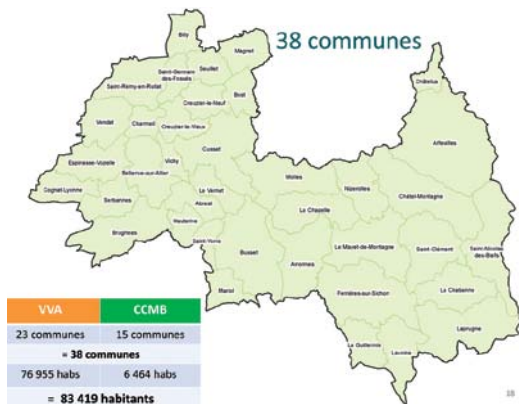 38 communes
Billy
Magnet
Saint-Germain
des-Fossés
Seuillet
Saint-Rémy-en-Rollat
Creuzier-le-Neuf
Bost
Châtelus
Vendat
Charmeil
Creuzier-le-Vieux
Cusset
Arfeuilles
Espinasse-Vozelle
Vichy
Bellerive-sur-Allier
Molles
Nizerolles
Cognat-Lyonne
Le Vernet
Châtel-Montagne
Serbannes
Abrest
La Chapelle
Brugheas
Hauterive
Saint-Yorre
Busset
Arronnes
Le Mayet-de-Montagne
Saint-Clément
Saint-Nicolas
des-Biefs
Mariol
Ferrières-sur-Sichon
La Chabanne
Laprugne
La Guillermie
Lavoine
VVA CCMB
23 communes 15 communes
= 38 communes
76 955 habs 6 464 habs
= 83 419 habitants